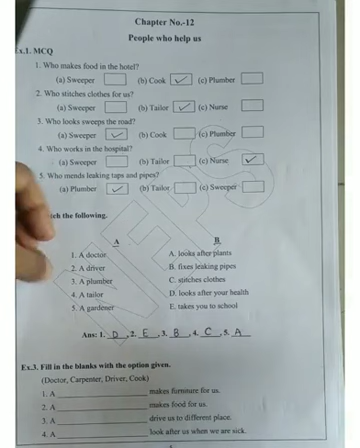 Chapter No.-12
People who help us
Ex.1. MCQ
1. Who makes food in the hotel?
(a) Sweeper (b) Cook ✓ (c) Plumber
2. Who stitches clothes for us?
(a) Sweeper (b) Tailor ✓ (c) Nurse
3. Who looks sweeps the road?
(a) Sweeper ✓ (b) Cook (c) Plumber
4. Who works in the hospital?
(a) Sweeper (b) Tailor (c) Nurse ✓
5. Who mends leaking taps and pipes?
(a) Plumber ✓ (b) Tailor (c) Sweeper
the following.
A B
1. A doctor A. looks after plants
2. A driver B. fixes leaking pipes
3. A plumber C. stitches clothes
4. A tailor D. looks after your health
5. A gardener E. takes you to school
Ans: 1. D, 2. E, 3. B, 4. C, 5. A
Ex.3. Fill in the blanks with the option given.
(Doctor, Carpenter, Driver, Cook)
1. A ____________ makes furniture for us.
2. A ____________ makes food for us.
3. A ____________ drive us to different place.
4. A ____________ look after us when we are sick.